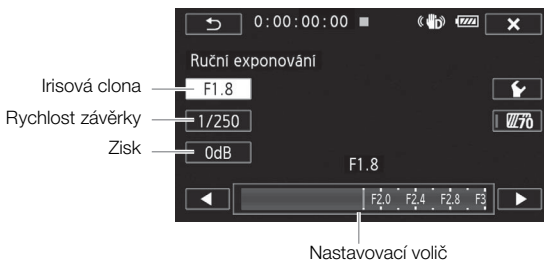 0:00:00:00
Ruční exponování
Irisová clona
F1.8
Rychlost závěrky
1/250
70
Zisk
0dB
F1.8
F2.0 F2.4 F2.8 F3
Nastavovací volič